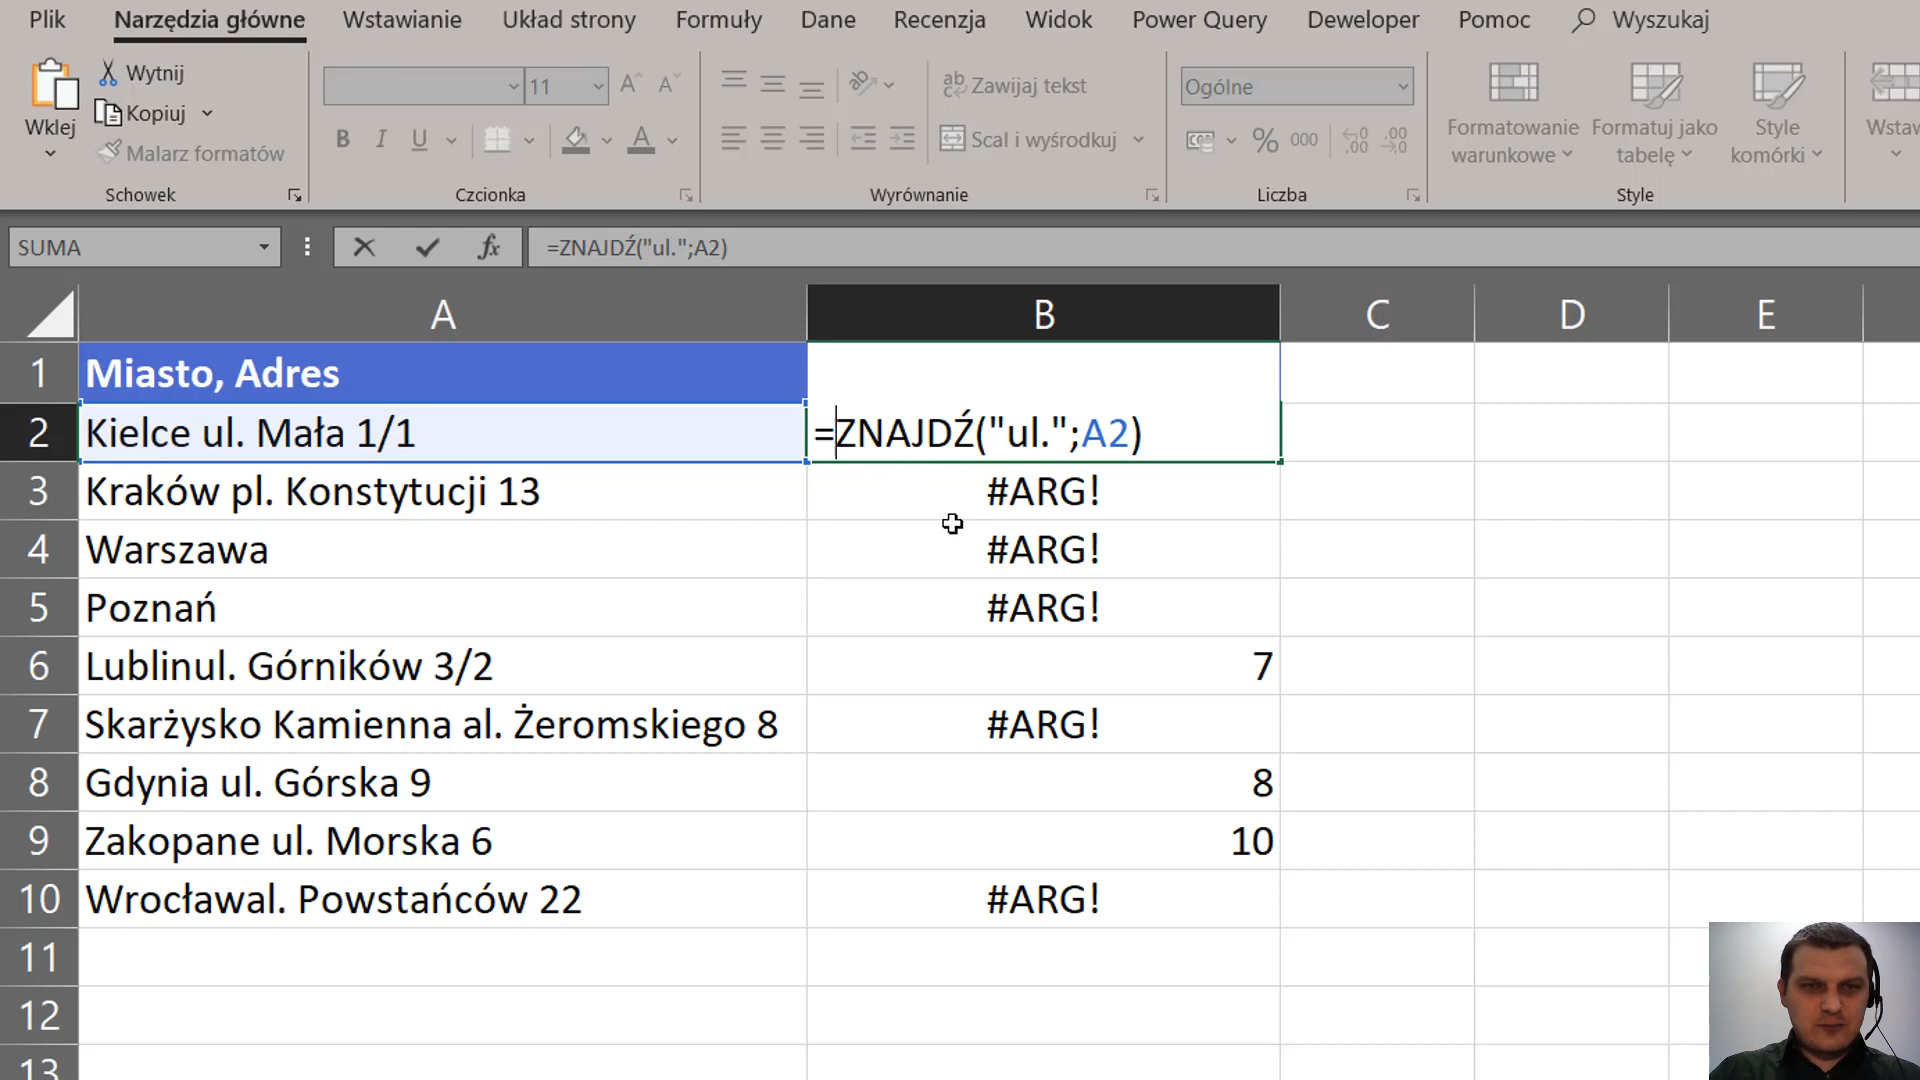 Plik Narzędzia główne Wstawianie Układ strony Formuły Dane Recenzja Widok Power Query Deweloper Pomoc Wyszukaj
Wklej
Wytnij
Kopiuj
Malarz formatów
Schowek
11
B I U
Czcionka
Zawijaj tekst
Scal i wyśrodkuj
Wyrównanie
Ogólne
% 000
Liczba
Formatowanie warunkowe
Formatuj jako tabelę
Style komórki
Style
Wstaw
SUMA
fx
=ZNAJDŹ("ul.";A2)
A B C D E
1 Miasto, Adres
2 Kielce ul. Mała 1/1 =ZNAJDŹ("ul.";A2)
3 Kraków pl. Konstytucji 13 #ARG!
4 Warszawa #ARG!
5 Poznań #ARG!
6 Lublinul. Górników 3/2 7
7 Skarżysko Kamienna al. Żeromskiego 8 #ARG!
8 Gdynia ul. Górska 9 8
9 Zakopane ul. Morska 6 10
10 Wrocławal. Powstańców 22 #ARG!
11
12
13